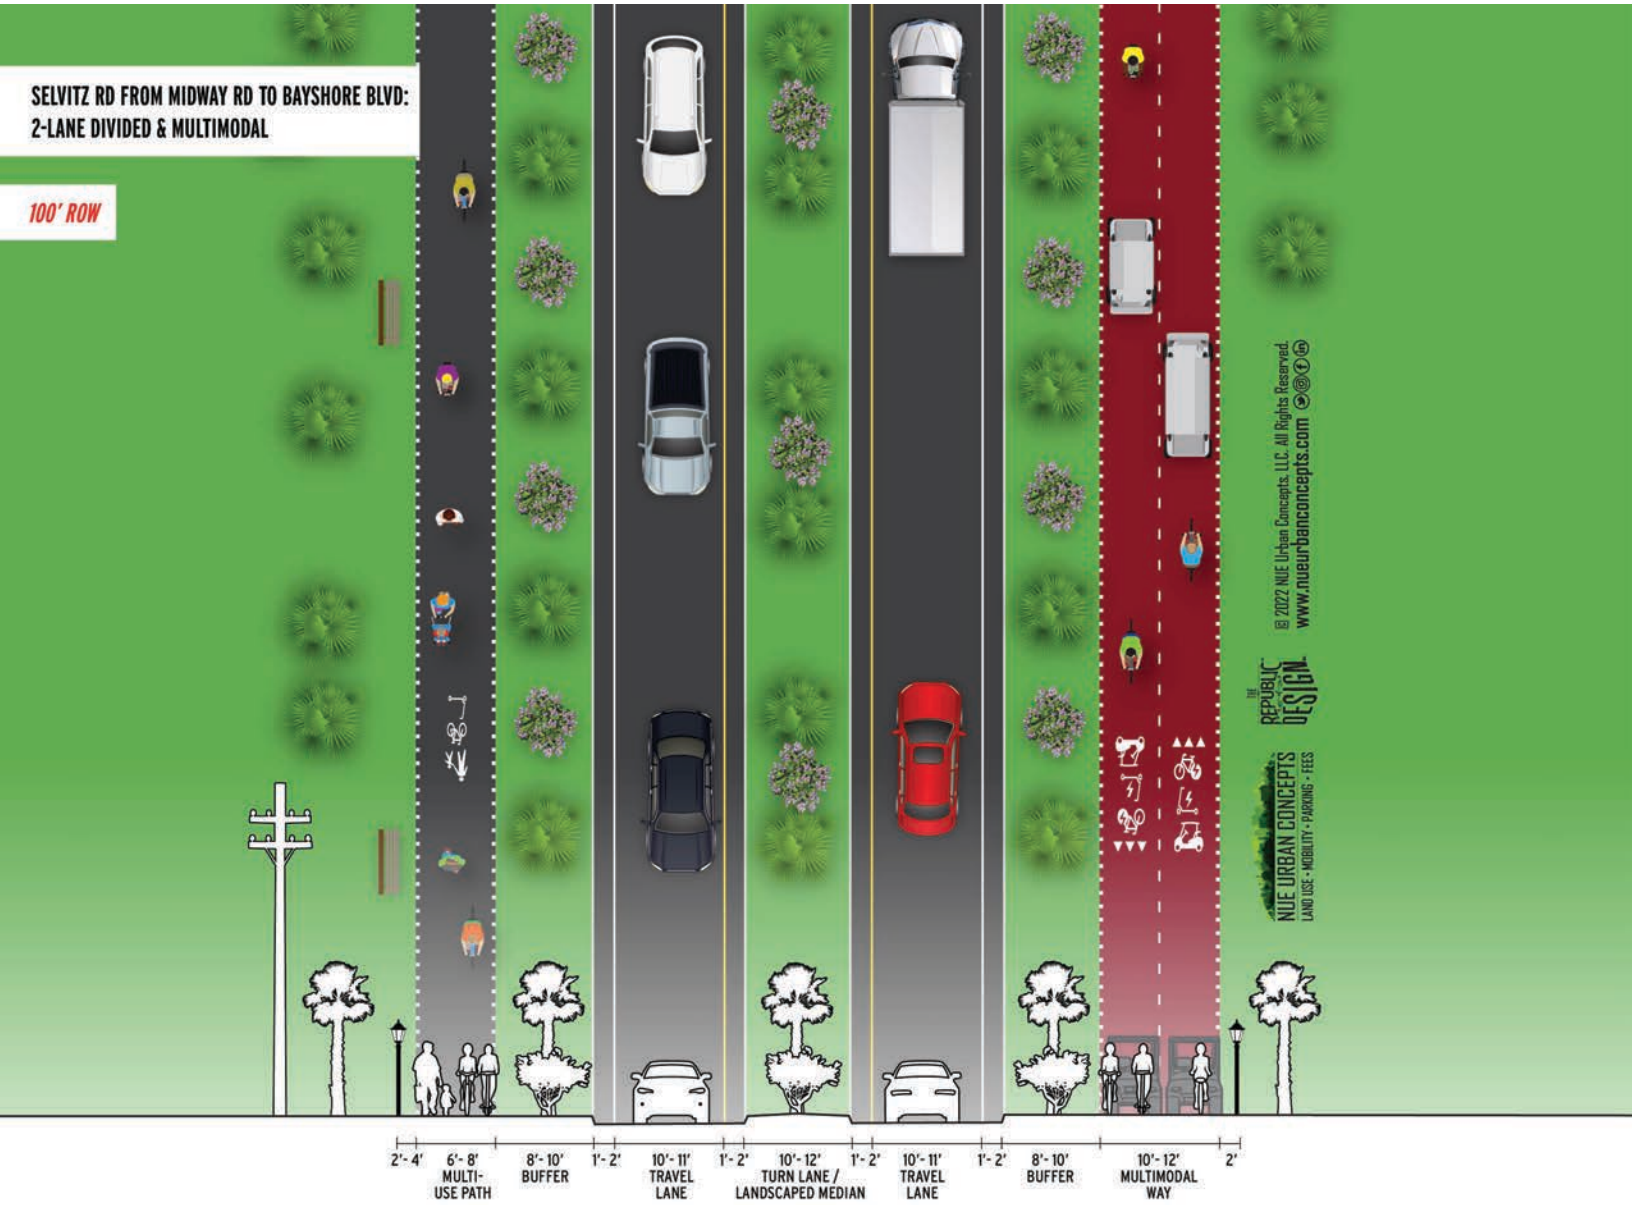 SELVITZ RD FROM MIDWAY RD TO BAYSHORE BLVD:
2-LANE DIVIDED & MULTIMODAL
100' ROW
© 2022 NUE Urban Concepts, LLC. All Rights Reserved.
www.nueurbanconcepts.com
THE
REPUBLIC
OF
DESIGN
NUE URBAN CONCEPTS
LAND USE • MOBILITY • PARKING • FEES
2'- 4'
6'- 8'
MULTI-
USE PATH
8'- 10'
BUFFER
1'- 2'
10'- 11'
TRAVEL
LANE
1'- 2'
10'- 12'
TURN LANE /
LANDSCAPED MEDIAN
1'- 2'
10'- 11'
TRAVEL
LANE
1'- 2'
8'- 10'
BUFFER
10'- 12'
MULTIMODAL
WAY
2'